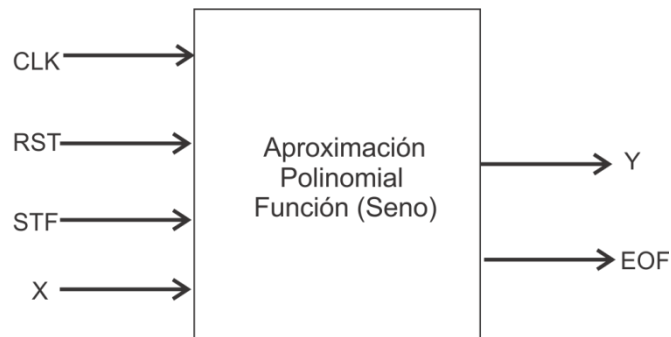 CLK
RST
STF
X
Aproximación
Polinomial
Función (Seno)
Y
EOF